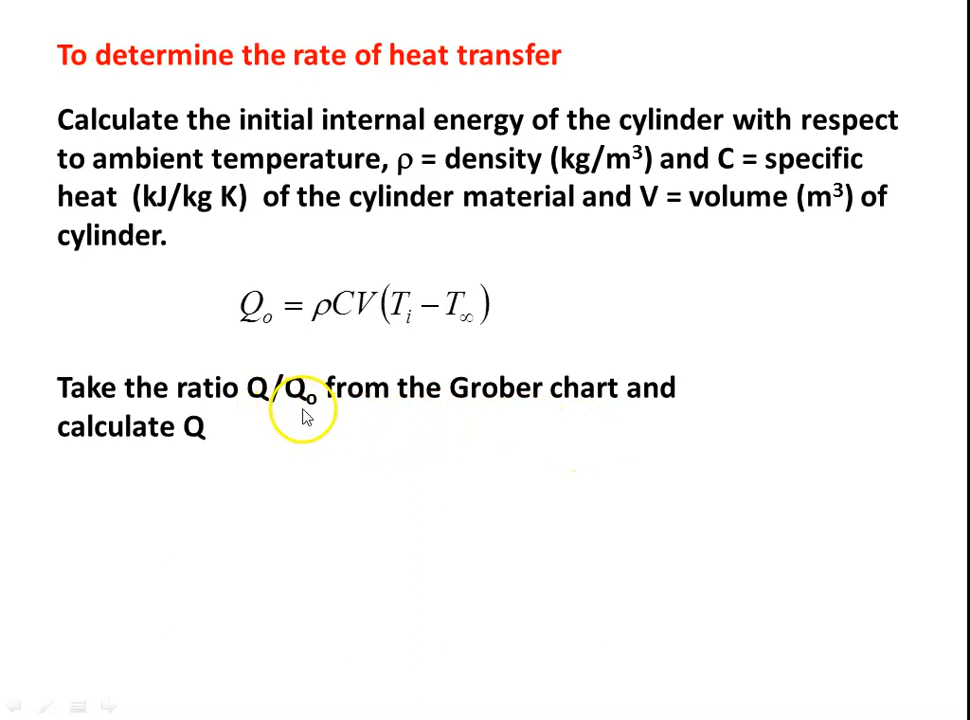 To determine the rate of heat transfer
Calculate the initial internal energy of the cylinder with respect
to ambient temperature, ρ = density (kg/m³) and C = specific
heat (kJ/kg K) of the cylinder material and V = volume (m³) of
cylinder.
Qₒ = ρCV(Tᵢ − T∞)
Take the ratio Q/Qₒ from the Grober chart and
calculate Q